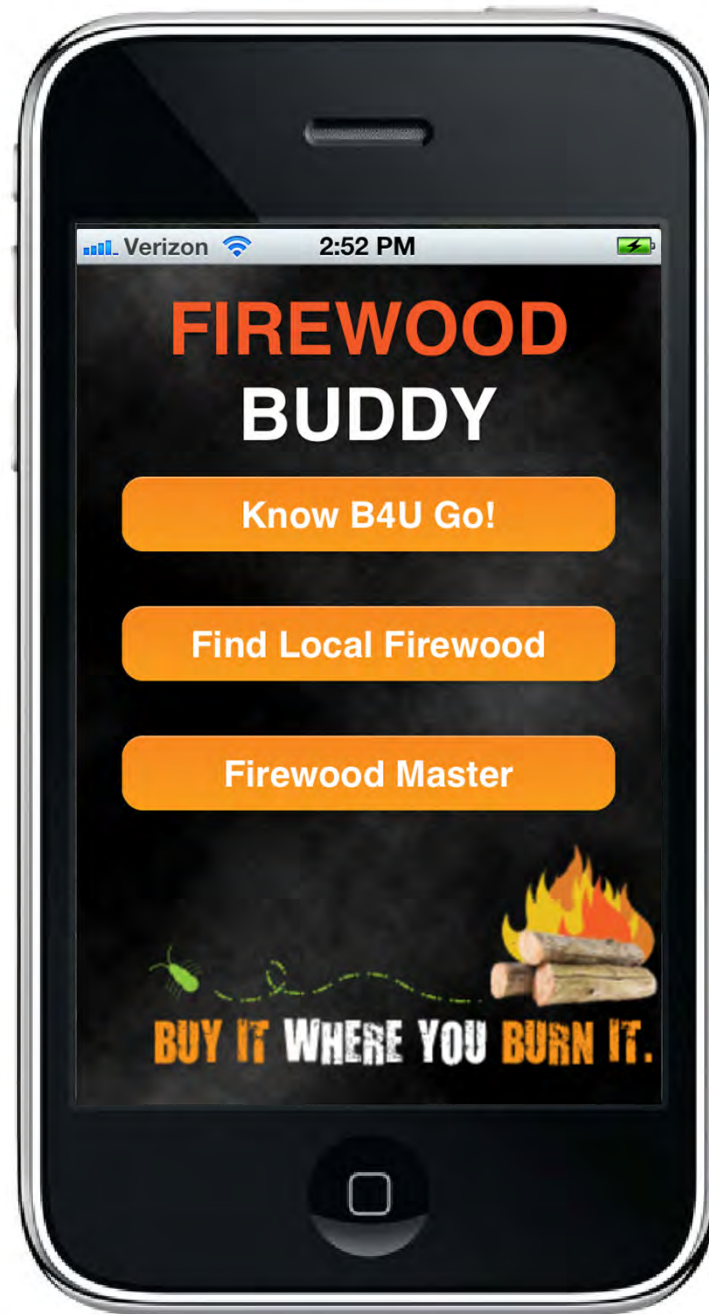 Verizon 2:52 PM
FIREWOOD
BUDDY
Know B4U Go!
Find Local Firewood
Firewood Master
BUY IT WHERE YOU BURN IT.